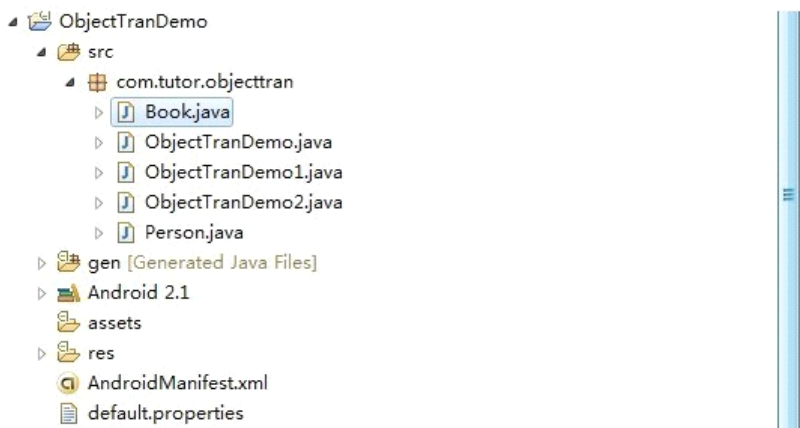 ObjectTranDemo
src
com.tutor.objecttran
Book.java
ObjectTranDemo.java
ObjectTranDemo1.java
ObjectTranDemo2.java
Person.java
gen [Generated Java Files]
Android 2.1
assets
res
AndroidManifest.xml
default.properties